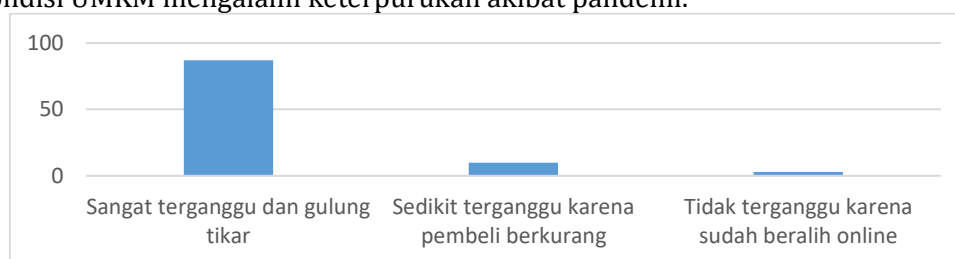 ondisi UMKM mengalami keterpurukan akibat pandemi.
100
50
0
Sangat terganggu dan gulung tikar
Sedikit terganggu karena pembeli berkurang
Tidak terganggu karena sudah beralih online